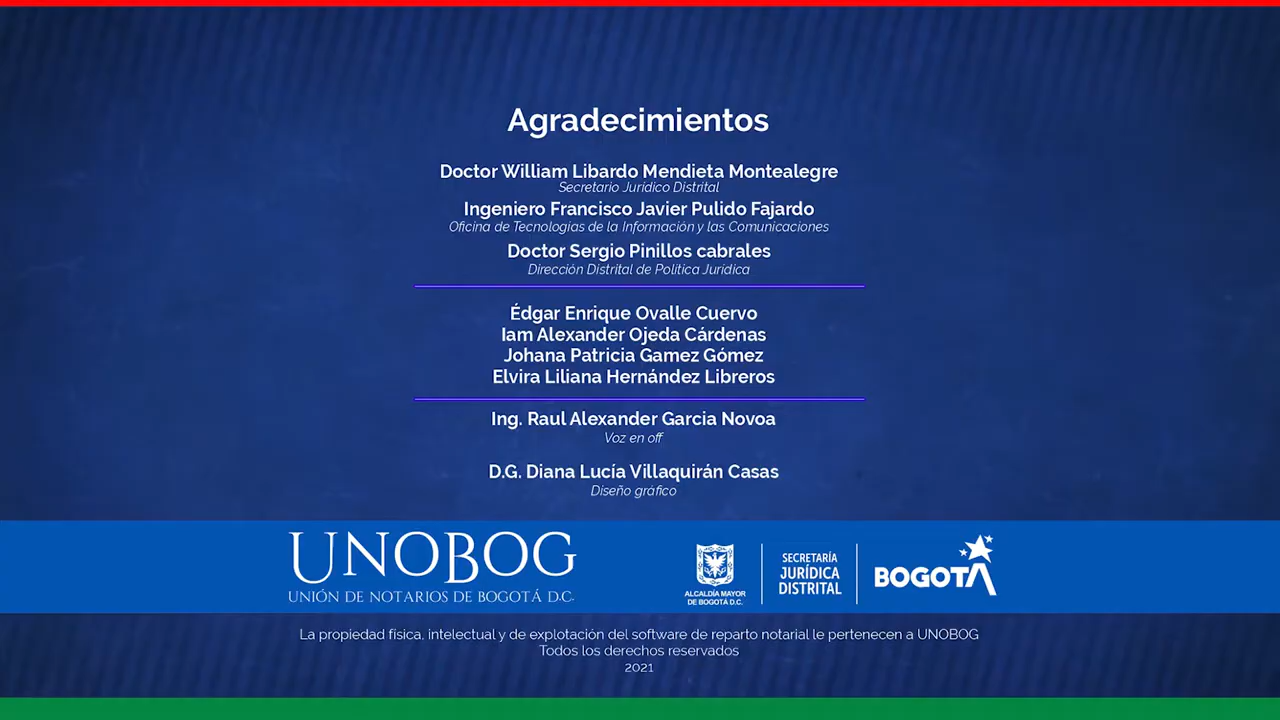 Agradecimientos
Doctor William Libardo Mendieta Montealegre
Secretario Jurídico Distrital
Ingeniero Francisco Javier Pulido Fajardo
Oficina de Tecnologías de la Información y las Comunicaciones
Doctor Sergio Pinillos cabrales
Dirección Distrital de Política Jurídica
Édgar Enrique Ovalle Cuervo
Iam Alexander Ojeda Cárdenas
Johana Patricia Gamez Gómez
Elvira Liliana Hernández Libreros
Ing. Raul Alexander Garcia Novoa
Voz en off
D.G. Diana Lucía Villaquirán Casas
Diseño gráfico
UNOBOG
UNIÓN DE NOTARIOS DE BOGOTÁ D.C.
ALCALDÍA MAYOR
DE BOGOTÁ D.C.
SECRETARÍA
JURÍDICA
DISTRITAL
BOGOTÁ
La propiedad física, intelectual y de explotación del software de reparto notarial le pertenecen a UNOBOG
Todos los derechos reservados
2021